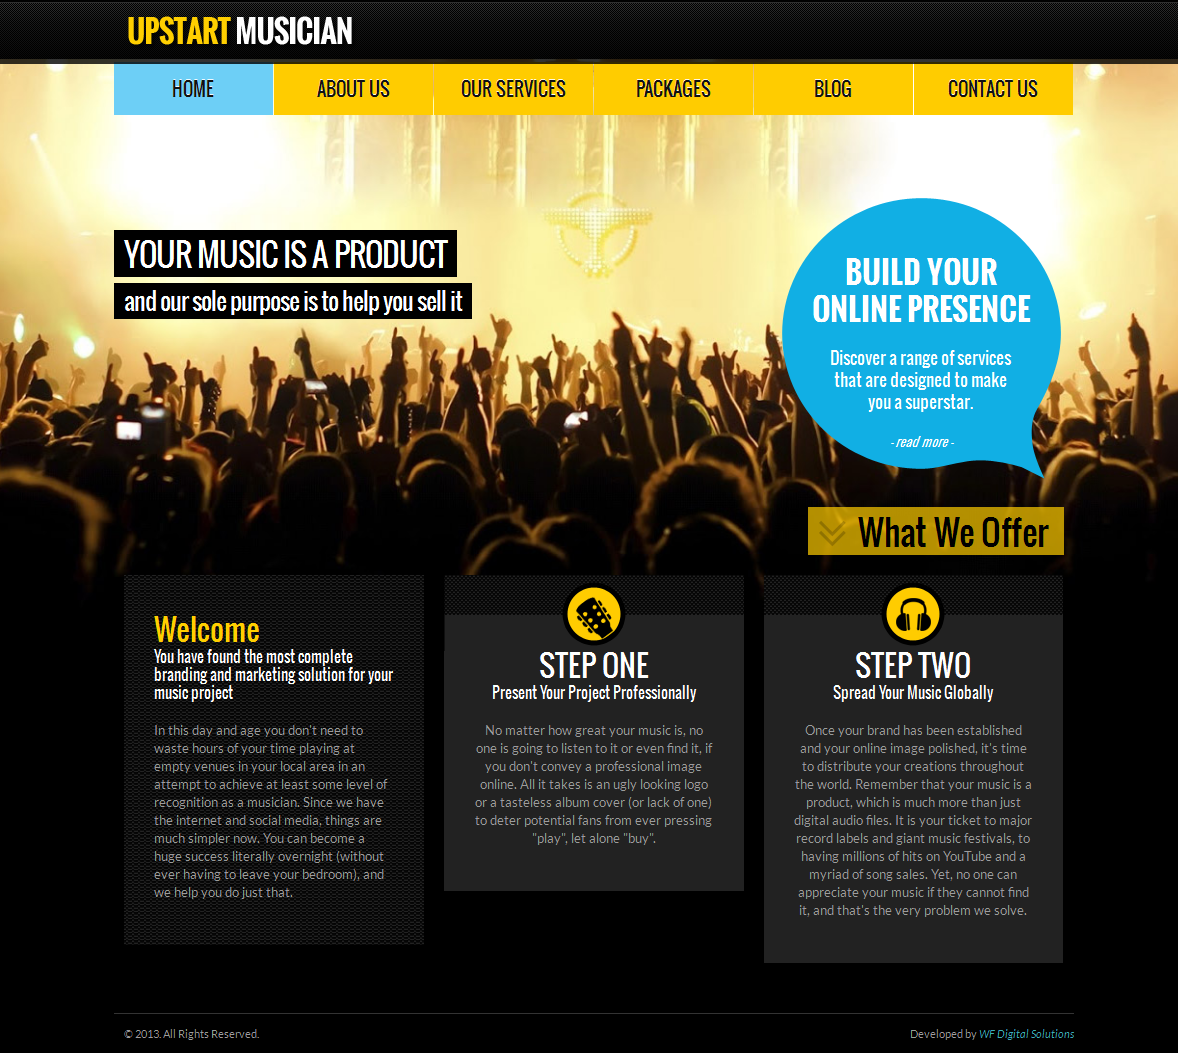 UPSTART MUSICIAN
HOME ABOUT US OUR SERVICES PACKAGES BLOG CONTACT US
YOUR MUSIC IS A PRODUCT
and our sole purpose is to help you sell it
BUILD YOUR
ONLINE PRESENCE
Discover a range of services
that are designed to make
you a superstar.
- read more -
What We Offer
Welcome
You have found the most complete
branding and marketing solution for your
music project
In this day and age you don't need to
waste hours of your time playing at
empty venues in your local area in an
attempt to achieve at least some level of
recognition as a musician. Since we have
the internet and social media, things are
much simpler now. You can become a
huge success literally overnight (without
ever having to leave your bedroom), and
we help you do just that.
STEP ONE
Present Your Project Professionally
No matter how great your music is, no
one is going to listen to it or even find it, if
you don't convey a professional image
online. All it takes is an ugly looking logo
or a tasteless album cover (or lack of one)
to deter potential fans from ever pressing
"play", let alone "buy".
STEP TWO
Spread Your Music Globally
Once your brand has been established
and your online image polished, it's time
to distribute your creations throughout
the world. Remember that your music is a
product, which is much more than just
digital audio files. It is your ticket to major
record labels and giant music festivals, to
having millions of hits on YouTube and a
myriad of song sales. Yet, no one can
appreciate your music if they cannot find
it, and that's the very problem we solve.
© 2013. All Rights Reserved.
Developed by WF Digital Solutions